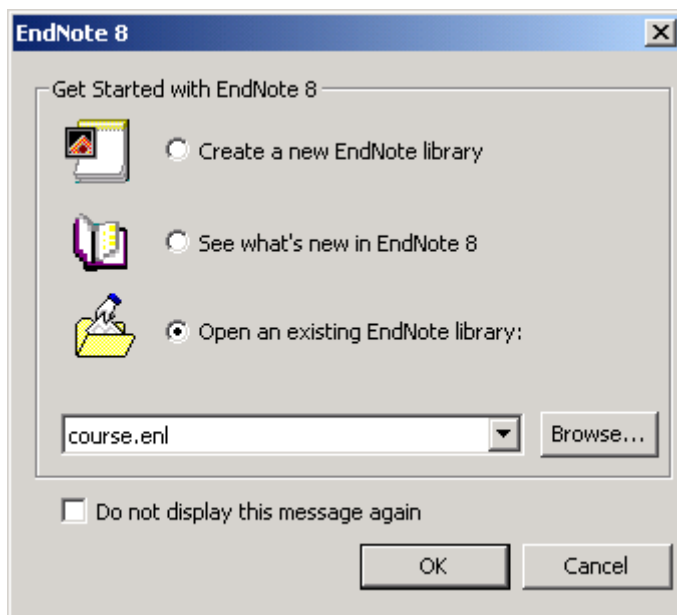 EndNote 8
Get Started with EndNote 8
Create a new EndNote library
See what's new in EndNote 8
Open an existing EndNote library:
course.enl
Browse...
Do not display this message again
OK
Cancel